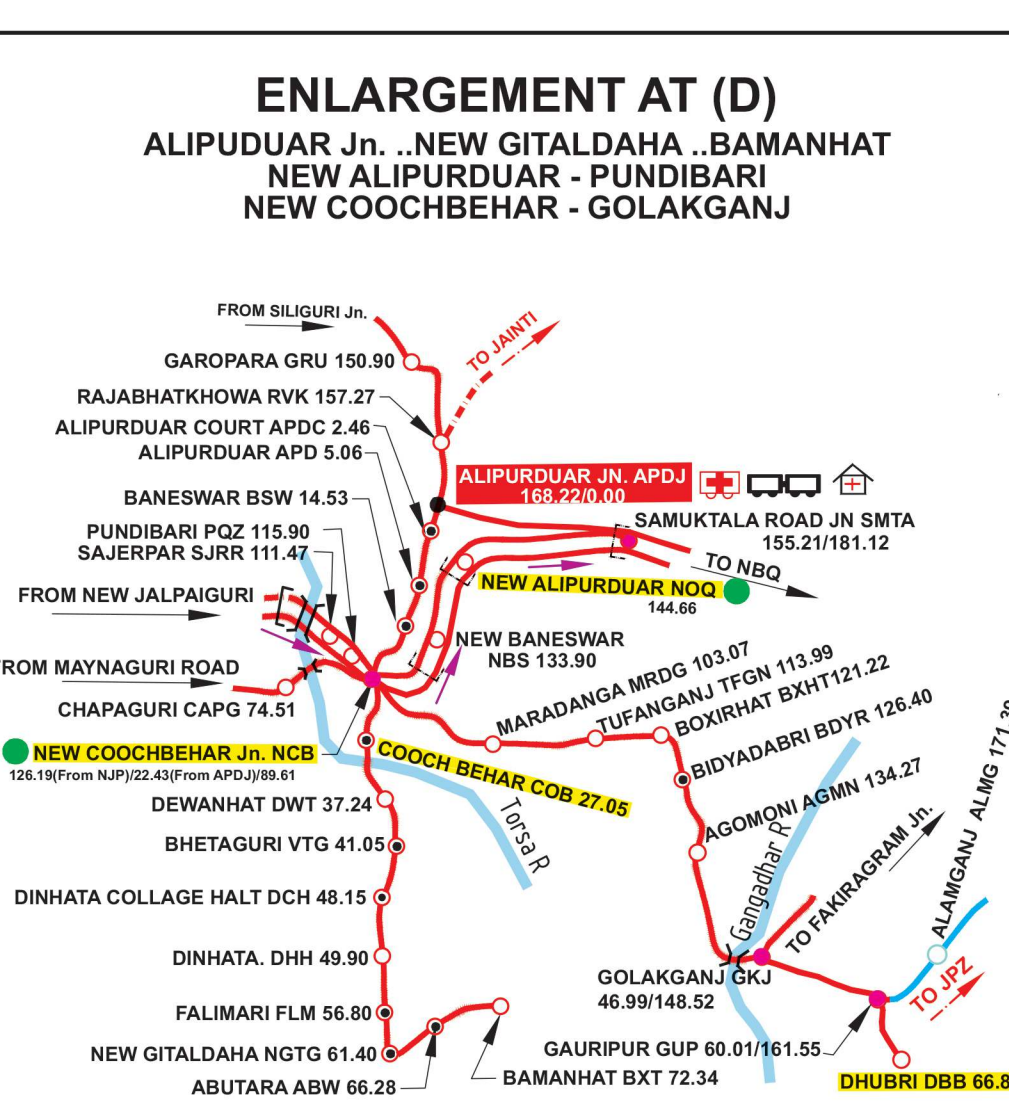 ENLARGEMENT AT (D)
ALIPUDUAR Jn. ..NEW GITALDAHA ..BAMANHAT
NEW ALIPURDUAR - PUNDIBARI
NEW COOCHBEHAR - GOLAKGANJ
FROM SILIGURI Jn.
TO JAINTI
GAROPARA GRU 150.90
RAJABHATKHOWA RVK 157.27
ALIPURDUAR COURT APDC 2.46
ALIPURDUAR APD 5.06
ALIPURDUAR JN. APDJ
168.22/0.00
BANESWAR BSW 14.53
PUNDIBARI PQZ 115.90
SAJERPAR SJRR 111.47
SAMUKTALA ROAD JN SMTA
155.21/181.12
TO NBQ
FROM NEW JALPAIGURI
NEW ALIPURDUAR NOQ
144.66
NEW BANESWAR
NBS 133.90
FROM MAYNAGURI ROAD
CHAPAGURI CAPG 74.51
MARADANGA MRDG 103.07
TUFANGANJ TFGN 113.99
BOXIRHAT BXHT121.22
BIDYADABRI BDYR 126.40
AGOMONI AGMN 134.27
NEW COOCHBEHAR Jn. NCB
126.19(From NJP)/22.43(From APDJ)/89.61
COOCH BEHAR COB 27.05
DEWANHAT DWT 37.24
Torsa R
BHETAGURI VTG 41.05
DINHATA COLLAGE HALT DCH 48.15
Gangadhar R
TO FAKIRAGRAM Jn.
ALAMGANJ ALMG 171.39
DINHATA. DHH 49.90
GOLAKGANJ GKJ
46.99/148.52
TO JPZ
FALIMARI FLM 56.80
NEW GITALDAHA NGTG 61.40
GAURIPUR GUP 60.01/161.55
ABUTARA ABW 66.28
BAMANHAT BXT 72.34
DHUBRI DBB 66.8